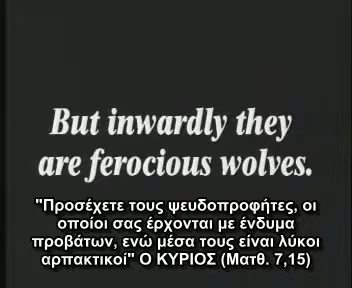 But inwardly they
are ferocious wolves.
"Προσέχετε τους ψευδοπροφήτες, οι
οποίοι σας έρχονται με ένδυμα
προβάτων, ενώ μέσα τους είναι λύκοι
αρπακτικοί" Ο ΚΥΡΙΟΣ (Ματθ. 7,15)